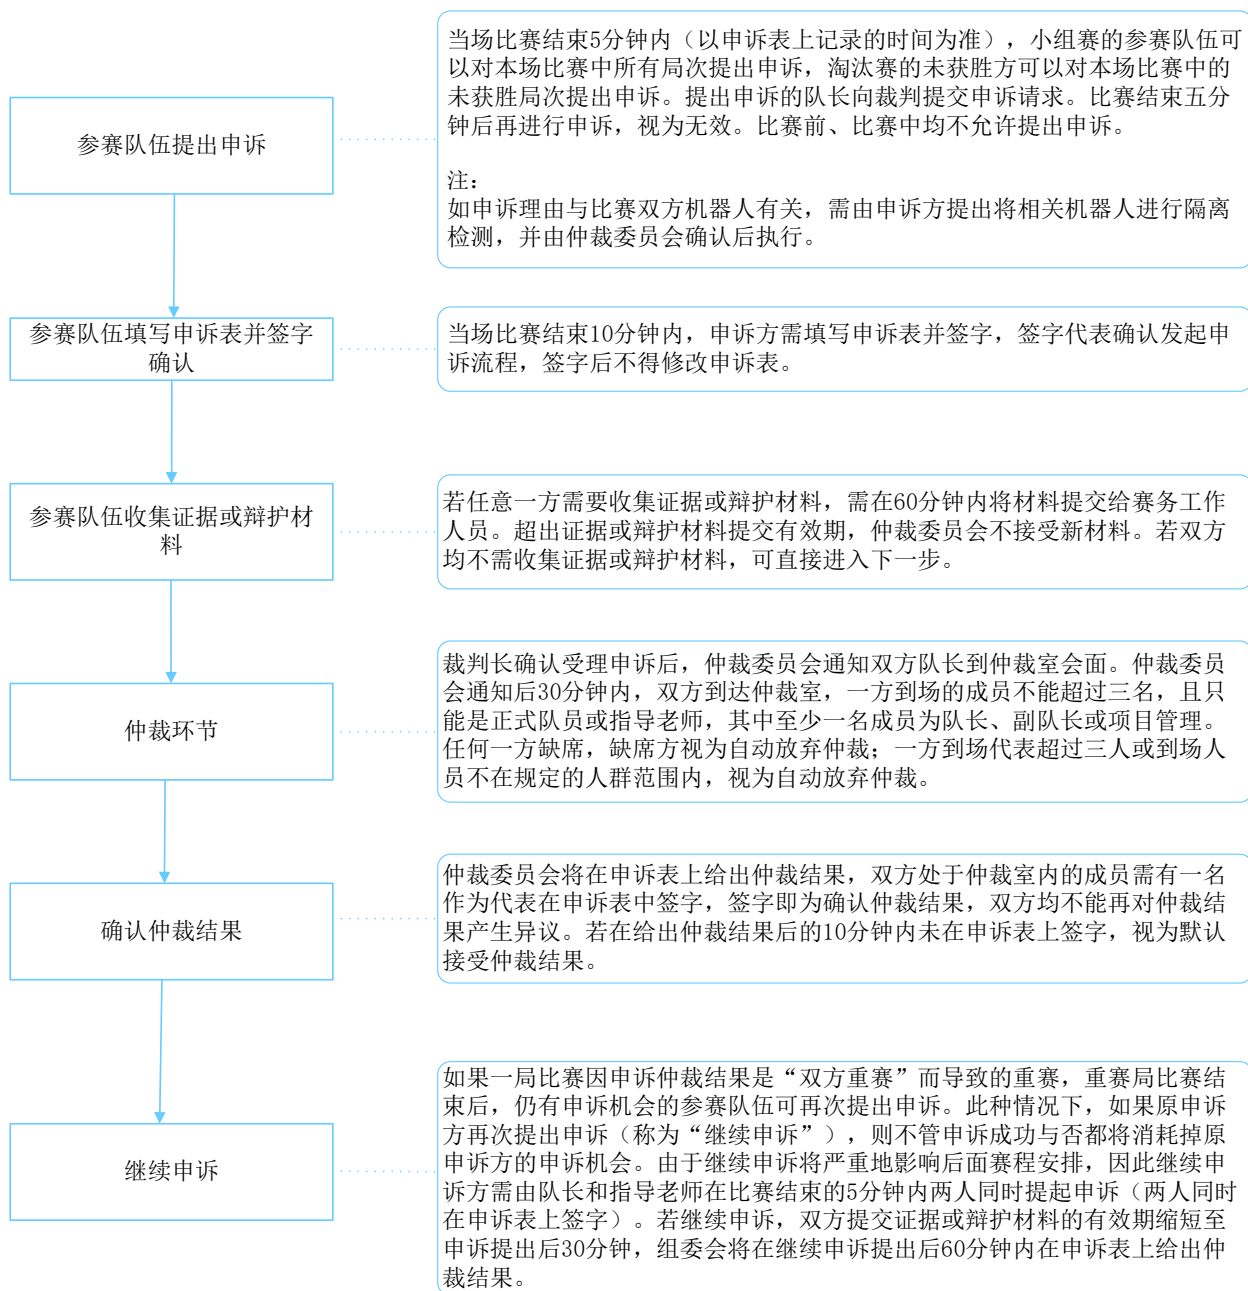 参赛队伍提出申诉
当场比赛结束5分钟内（以申诉表上记录的时间为准），小组赛的参赛队伍可
以对本场比赛中所有局次提出申诉，淘汰赛的未获胜方可以对本场比赛中的
未获胜局次提出申诉。提出申诉的队长向裁判提交申诉请求。比赛结束五分
钟后再进行申诉，视为无效。比赛前、比赛中均不允许提出申诉。
注：
如申诉理由与比赛双方机器人有关，需由申诉方提出将相关机器人进行隔离
检测，并由仲裁委员会确认后执行。
参赛队伍填写申诉表并签字
确认
当场比赛结束10分钟内，申诉方需填写申诉表并签字，签字代表确认发起申
诉流程，签字后不得修改申诉表。
参赛队伍收集证据或辩护材
料
若任意一方需要收集证据或辩护材料，需在60分钟内将材料提交给赛务工作
人员。超出证据或辩护材料提交有效期，仲裁委员会不接受新材料。若双方
均不需收集证据或辩护材料，可直接进入下一步。
仲裁环节
裁判长确认受理申诉后，仲裁委员会通知双方队长到仲裁室会面。仲裁委员
会通知后30分钟内，双方到达仲裁室，一方到场的成员不能超过三名，且只
能是正式队员或指导老师，其中至少一名成员为队长、副队长或项目管理。
任何一方缺席，缺席方视为自动放弃仲裁；一方到场代表超过三人或到场人
员不在规定的人群范围内，视为自动放弃仲裁。
确认仲裁结果
仲裁委员会将在申诉表上给出仲裁结果，双方处于仲裁室内的成员需有一名
作为代表在申诉表中签字，签字即为确认仲裁结果，双方均不能再对仲裁结
果产生异议。若在给出仲裁结果后的10分钟内未在申诉表上签字，视为默认
接受仲裁结果。
继续申诉
如果一局比赛因申诉仲裁结果是“双方重赛”而导致的重赛，重赛局比赛结
束后，仍有申诉机会的参赛队伍可再次提出申诉。此种情况下，如果原申诉
方再次提出申诉（称为“继续申诉”），则不管申诉成功与否都将消耗掉原
申诉方的申诉机会。由于继续申诉将严重地影响后面赛程安排，因此继续申
诉方需由队长和指导老师在比赛结束的5分钟内两人同时提起申诉（两人同时
在申诉表上签字）。若继续申诉，双方提交证据或辩护材料的有效期缩短至
申诉提出后30分钟，组委会将在继续申诉提出后60分钟内在申诉表上给出仲
裁结果。